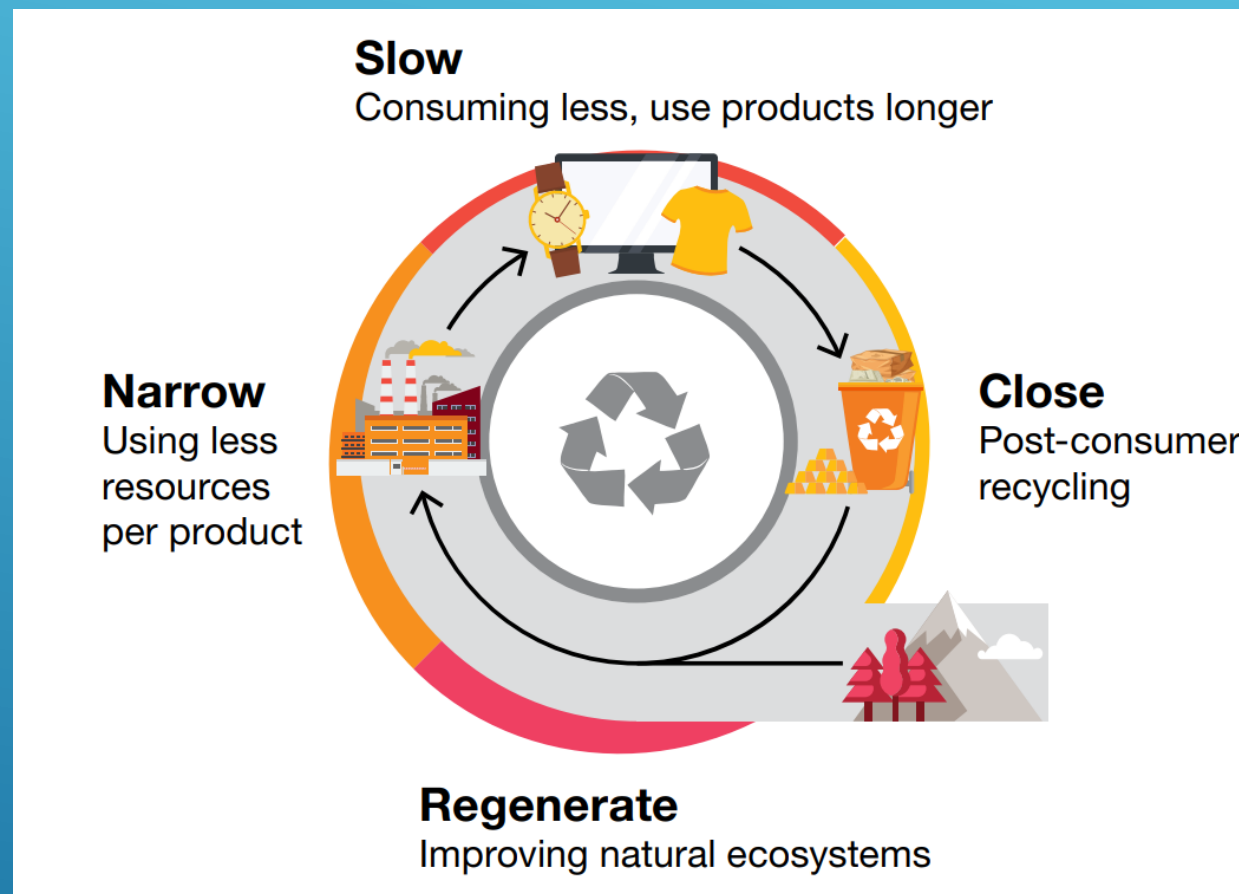 Slow
Consuming less, use products longer
Narrow
Using less
resources
per product
Close
Post-consumer
recycling
Regenerate
Improving natural ecosystems